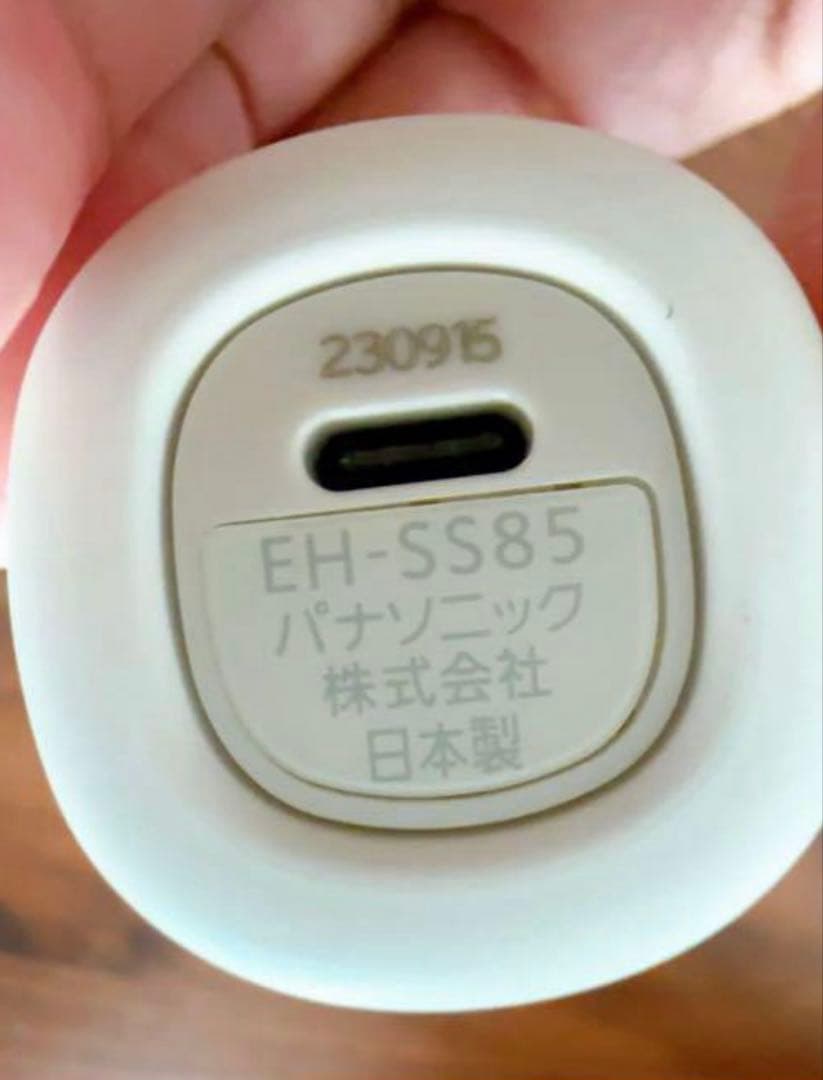 230915
EH-SS85
パナソニック
株式会社
日本製